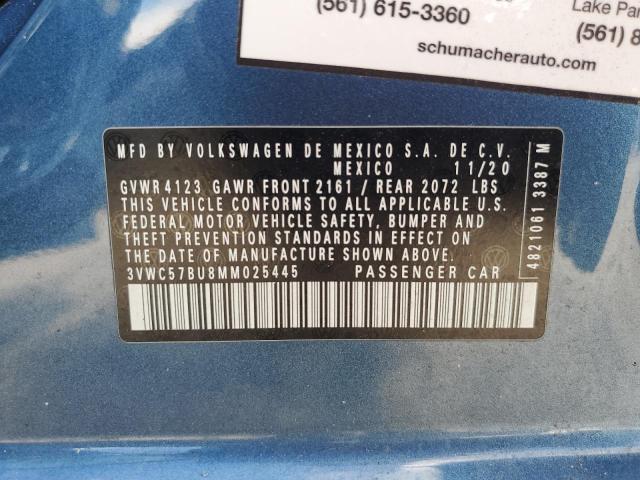 (561) 615-3360
Lake Par
(561) 8
schumacherauto.com
MFD BY VOLKSWAGEN DE MEXICO S.A. DE C.V.
MEXICO 11/20
GVWR 4123 GAWR FRONT 2161 / REAR 2072 LBS
THIS VEHICLE CONFORMS TO ALL APPLICABLE U.S.
FEDERAL MOTOR VEHICLE SAFETY, BUMPER AND
THEFT PREVENTION STANDARDS IN EFFECT ON
THE DATE OF MANUFACTURE SHOWN ABOVE.
3VWC57BU8MM025445 PASSENGER CAR
4821061 3387 M